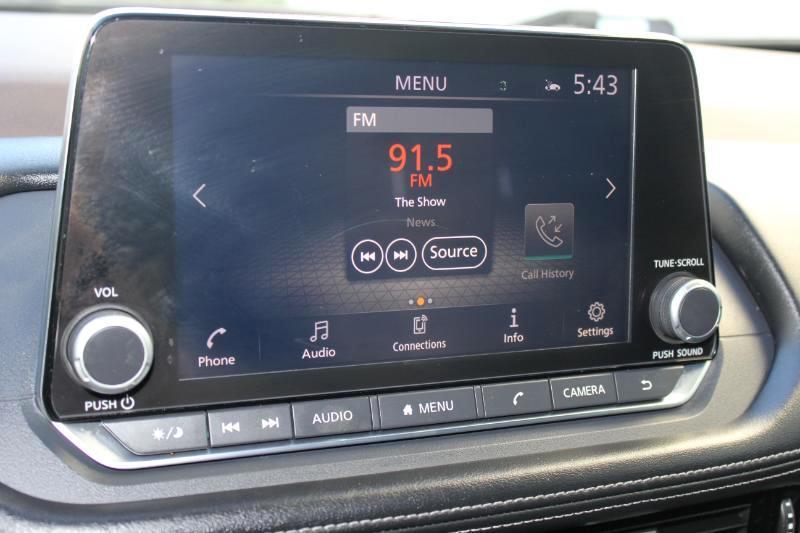 MENU 5:43
FM
91.5
FM
The Show
News
Source
Call History
Phone Audio Connections Info Settings
VOL
PUSH
TUNE·SCROLL
PUSH SOUND
AUDIO MENU CAMERA